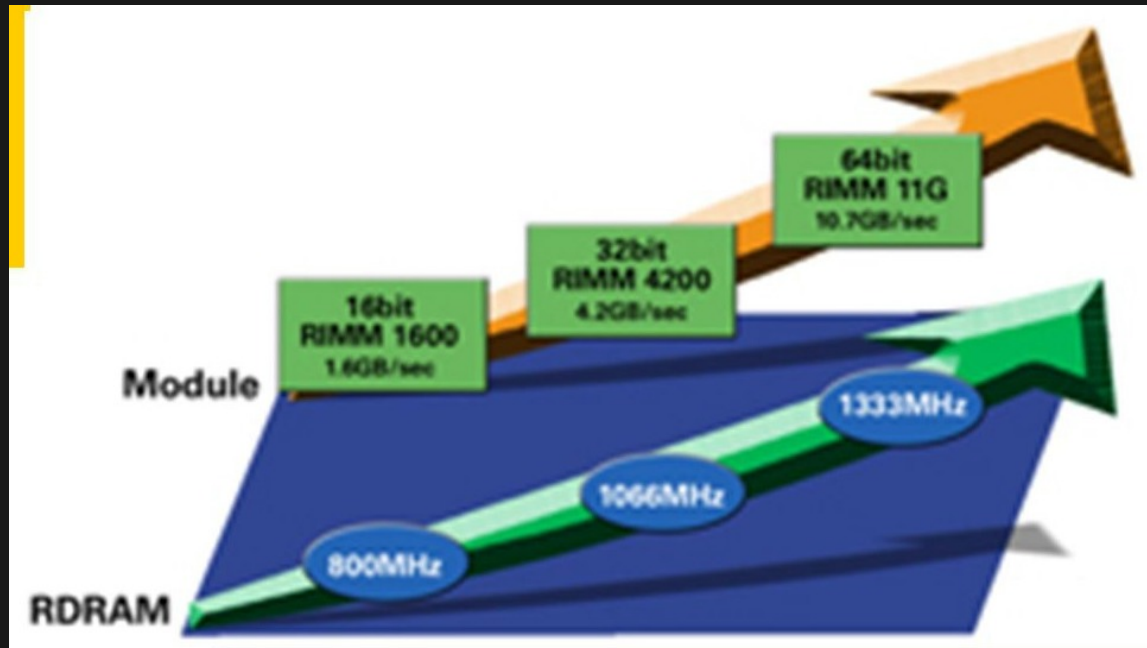 64bit
RIMM 11G
10.7GB/sec
32bit
RIMM 4200
4.2GB/sec
16bit
RIMM 1600
1.6GB/sec
Module
1333MHz
1066MHz
800MHz
RDRAM